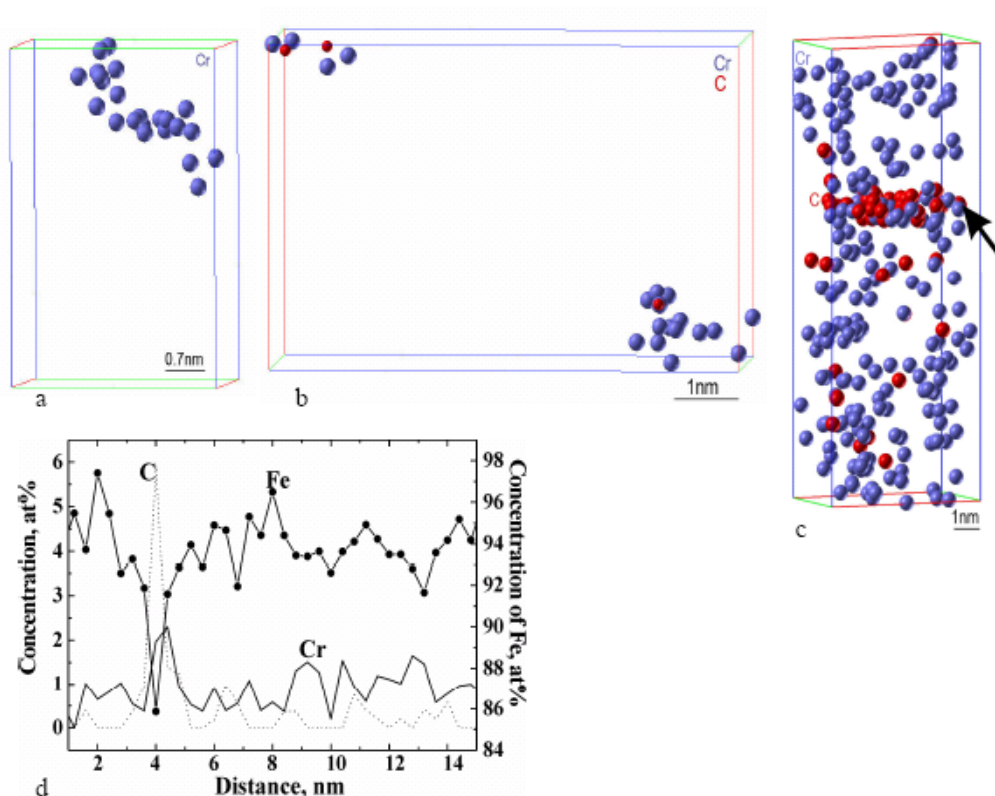 Cr
0.7nm
a
Cr
C
1nm
b
Cr
C
1nm
c
C
Fe
Cr
Concentration, at%
6
5
4
3
2
1
0
98
96
94
92
90
88
86
84
Concentration of Fe, at%
2 4 6 8 10 12 14
Distance, nm
d